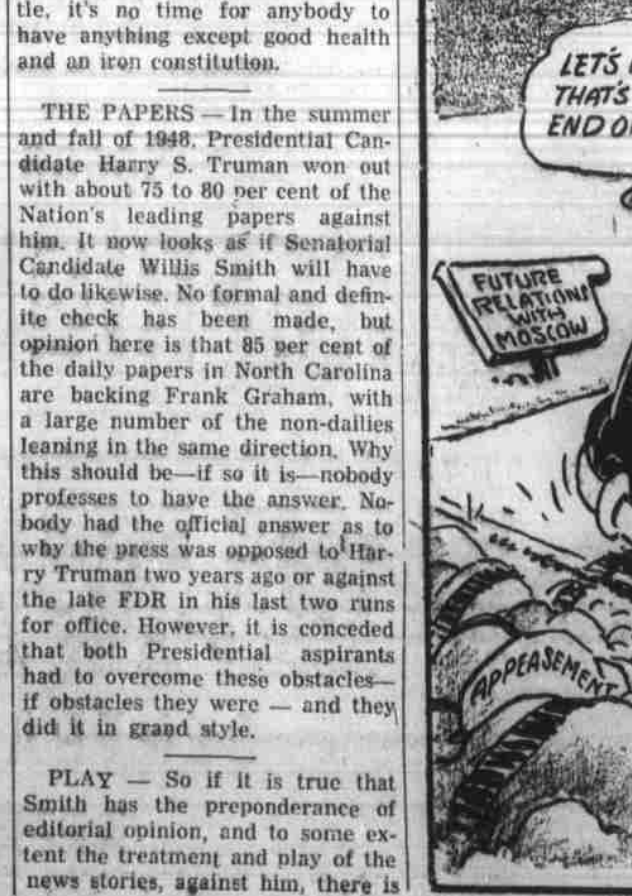 tle, it's no time for anybody to
have anything except good health
and an iron constitution.
THE PAPERS — In the summer
and fall of 1948, Presidential Can-
didate Harry S. Truman won out
with about 75 to 80 per cent of the
Nation's leading papers against
him. It now looks as if Senatorial
Candidate Willis Smith will have
to do likewise. No formal and defin-
ite check has been made, but
opinion here is that 85 per cent of
the daily papers in North Carolina
are backing Frank Graham, with
a large number of the non-dailies
leaning in the same direction. Why
this should be—if so it is—nobody
professes to have the answer. No-
body had the official answer as to
why the press was opposed to Har-
ry Truman two years ago or against
the late FDR in his last two runs
for office. However, it is conceded
that both Presidential aspirants
had to overcome these obstacles—
if obstacles they were — and they
did it in grand style.
PLAY — So if it is true that
Smith has the preponderance of
editorial opinion, and to some ex-
tent the treatment and play of the
news stories, against him, there is
LET'S
THAT'S
END
FUTURE
RELATIONS
WITH
MOSCOW
APPEASEMENT